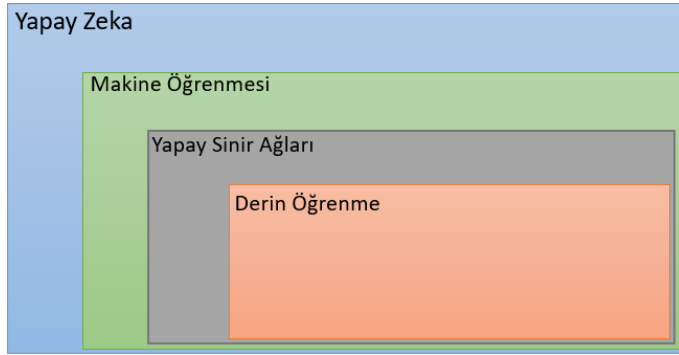 Yapay Zeka
Makine Öğrenmesi
Yapay Sinir Ağları
Derin Öğrenme